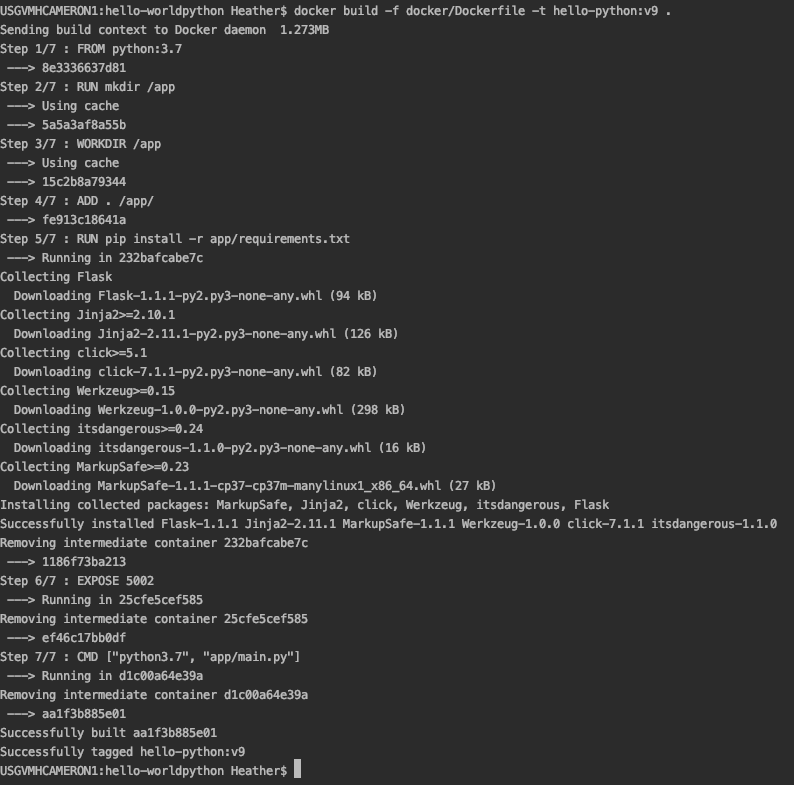 USGVMHCAMERON1:hello-worldpython Heather$ docker build -f docker/Dockerfile -t hello-python:v9 .
Sending build context to Docker daemon  1.273MB
Step 1/7 : FROM python:3.7
 ---> 8e3336637d81
Step 2/7 : RUN mkdir /app
 ---> Using cache
 ---> 5a5a3af8a55b
Step 3/7 : WORKDIR /app
 ---> Using cache
 ---> 15c2b8a79344
Step 4/7 : ADD . /app/
 ---> fe913c18641a
Step 5/7 : RUN pip install -r app/requirements.txt
 ---> Running in 232bafcabe7c
Collecting Flask
  Downloading Flask-1.1.1-py2.py3-none-any.whl (94 kB)
Collecting Jinja2>=2.10.1
  Downloading Jinja2-2.11.1-py2.py3-none-any.whl (126 kB)
Collecting click>=5.1
  Downloading click-7.1.1-py2.py3-none-any.whl (82 kB)
Collecting Werkzeug>=0.15
  Downloading Werkzeug-1.0.0-py2.py3-none-any.whl (298 kB)
Collecting itsdangerous>=0.24
  Downloading itsdangerous-1.1.0-py2.py3-none-any.whl (16 kB)
Collecting MarkupSafe>=0.23
  Downloading MarkupSafe-1.1.1-cp37-cp37m-manylinux1_x86_64.whl (27 kB)
Installing collected packages: MarkupSafe, Jinja2, click, Werkzeug, itsdangerous, Flask
Successfully installed Flask-1.1.1 Jinja2-2.11.1 MarkupSafe-1.1.1 Werkzeug-1.0.0 click-7.1.1 itsdangerous-1.1.0
Removing intermediate container 232bafcabe7c
 ---> 1186f73ba213
Step 6/7 : EXPOSE 5002
 ---> Running in 25cfe5cef585
Removing intermediate container 25cfe5cef585
 ---> ef46c17bb0df
Step 7/7 : CMD ["python3.7", "app/main.py"]
 ---> Running in d1c00a64e39a
Removing intermediate container d1c00a64e39a
 ---> aa1f3b885e01
Successfully built aa1f3b885e01
Successfully tagged hello-python:v9
USGVMHCAMERON1:hello-worldpython Heather$